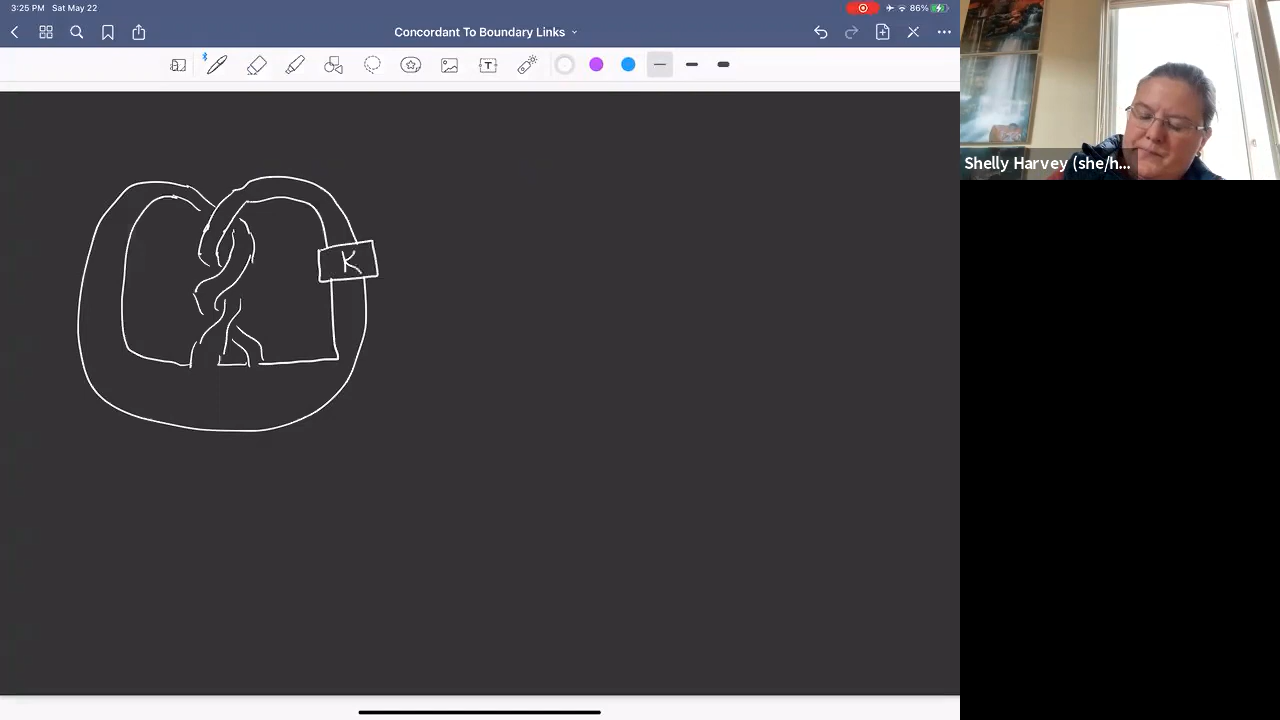 3:25 PM Sat May 22
86%
Concordant To Boundary Links
T
K
Shelly Harvey (she/h...